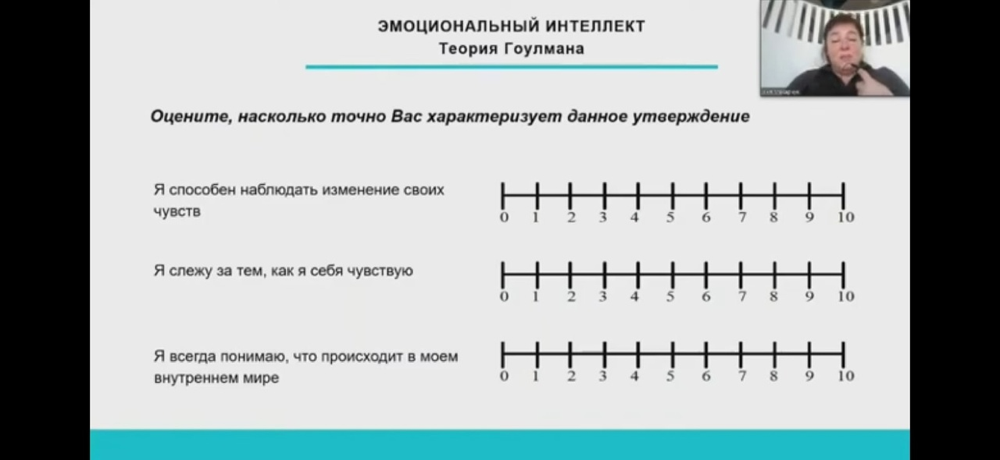 ЭМОЦИОНАЛЬНЫЙ ИНТЕЛЛЕКТ
Теория Гоулмана
Оцените, насколько точно Вас характеризует данное утверждение
Я способен наблюдать изменение своих
чувств
0 1 2 3 4 5 6 7 8 9 10
Я слежу за тем, как я себя чувствую
0 1 2 3 4 5 6 7 8 9 10
Я всегда понимаю, что происходит в моем
внутреннем мире
0 1 2 3 4 5 6 7 8 9 10